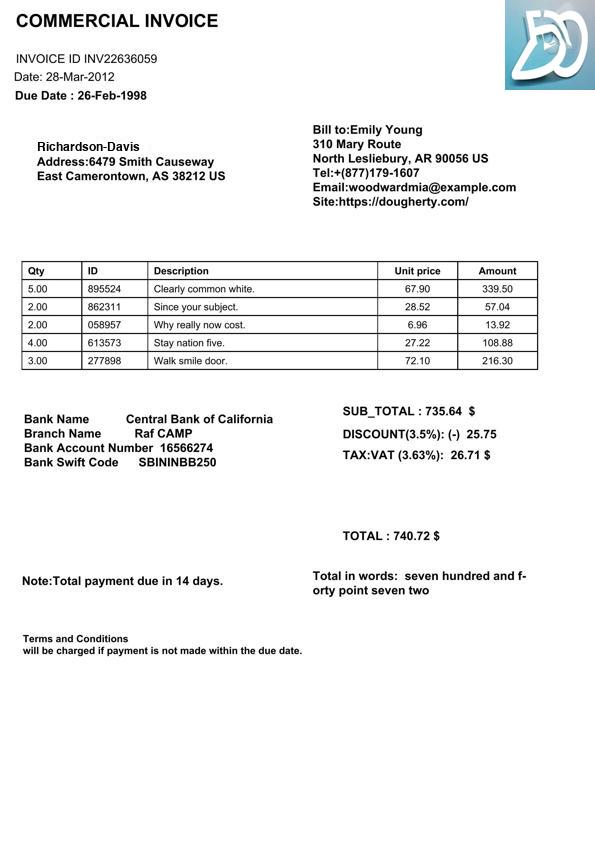 COMMERCIAL INVOICE
INVOICE ID INV22636059
Date: 28-Mar-2012
Due Date : 26-Feb-1998
Richardson-Davis
Address:6479 Smith Causeway
East Camerontown, AS 38212 US
Bill to:Emily Young
310 Mary Route
North Lesliebury, AR 90056 US
Tel:+(877)179-1607
Email:woodwardmia@example.com
Site:https://dougherty.com/
Qty ID Description Unit price Amount
5.00 895524 Clearly common white. 67.90 339.50
2.00 862311 Since your subject. 28.52 57.04
2.00 058957 Why really now cost. 6.96 13.92
4.00 613573 Stay nation five. 27.22 108.88
3.00 277898 Walk smile door. 72.10 216.30
Bank Name Central Bank of California
Branch Name Raf CAMP
Bank Account Number 16566274
Bank Swift Code SBININBB250
SUB_TOTAL : 735.64 $
DISCOUNT(3.5%): (-) 25.75
TAX:VAT (3.63%): 26.71 $
TOTAL : 740.72 $
Note:Total payment due in 14 days.
Total in words: seven hundred and f-
orty point seven two
Terms and Conditions
will be charged if payment is not made within the due date.